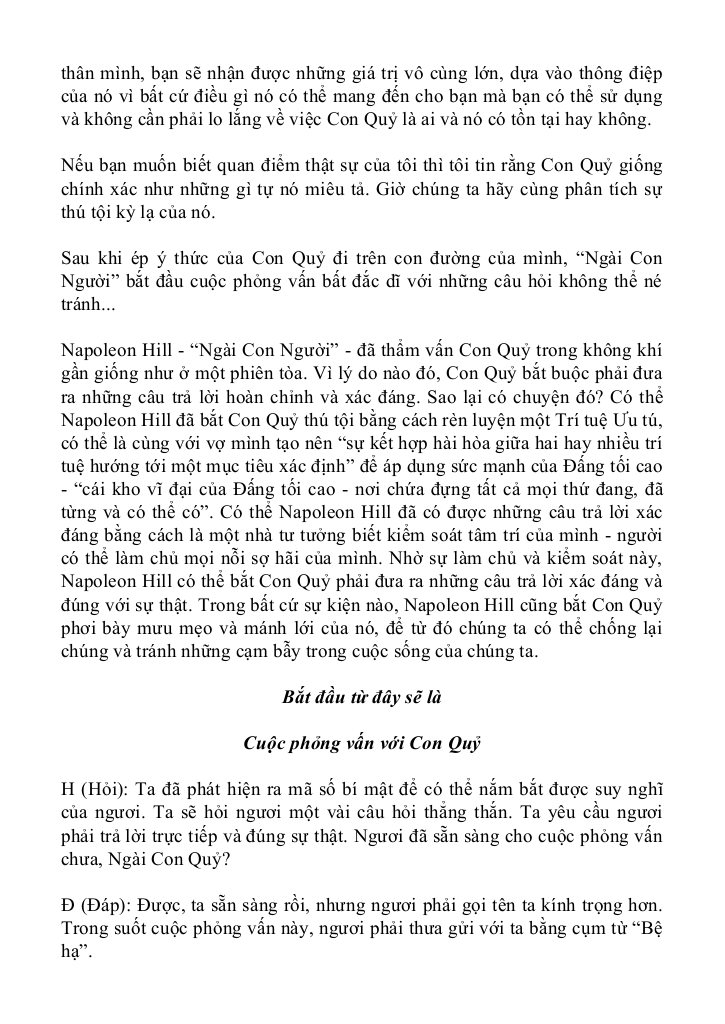 thân mình, bạn sẽ nhận được những giá trị vô cùng lớn, dựa vào thông điệp
của nó vì bất cứ điều gì nó có thể mang đến cho bạn mà bạn có thể sử dụng
và không cần phải lo lắng về việc Con Quỷ là ai và nó có tồn tại hay không.
Nếu bạn muốn biết quan điểm thật sự của tôi thì tôi tin rằng Con Quỷ giống
chính xác như những gì tự nó miêu tả. Giờ chúng ta hãy cùng phân tích sự
thú tội kỳ lạ của nó.
Sau khi ép ý thức của Con Quỷ đi trên con đường của mình, “Ngài Con
Người” bắt đầu cuộc phỏng vấn bất đắc dĩ với những câu hỏi không thể né
tránh...
Napoleon Hill - “Ngài Con Người” - đã thẩm vấn Con Quỷ trong không khí
gần giống như ở một phiên tòa. Vì lý do nào đó, Con Quỷ bắt buộc phải đưa
ra những câu trả lời hoàn chỉnh và xác đáng. Sao lại có chuyện đó? Có thể
Napoleon Hill đã bắt Con Quỷ thú tội bằng cách rèn luyện một Trí tuệ Ưu tú,
có thể là cùng với vợ mình tạo nên “sự kết hợp hài hòa giữa hai hay nhiều trí
tuệ hướng tới một mục tiêu xác định” để áp dụng sức mạnh của Đấng tối cao
- “cái kho vĩ đại của Đấng tối cao - nơi chứa đựng tất cả mọi thứ đang, đã
từng và có thể có”. Có thể Napoleon Hill đã có được những câu trả lời xác
đáng bằng cách là một nhà tư tưởng biết kiểm soát tâm trí của mình - người
có thể làm chủ mọi nỗi sợ hãi của mình. Nhờ sự làm chủ và kiểm soát này,
Napoleon Hill có thể bắt Con Quỷ phải đưa ra những câu trả lời xác đáng và
đúng với sự thật. Trong bất cứ sự kiện nào, Napoleon Hill cũng bắt Con Quỷ
phơi bày mưu mẹo và mánh lới của nó, để từ đó chúng ta có thể chống lại
chúng và tránh những cạm bẫy trong cuộc sống của chúng ta.
Bắt đầu từ đây sẽ là
Cuộc phỏng vấn với Con Quỷ
H (Hỏi): Ta đã phát hiện ra mã số bí mật để có thể nắm bắt được suy nghĩ
của ngươi. Ta sẽ hỏi ngươi một vài câu hỏi thẳng thắn. Ta yêu cầu ngươi
phải trả lời trực tiếp và đúng sự thật. Ngươi đã sẵn sàng cho cuộc phỏng vấn
chưa, Ngài Con Quỷ?
Đ (Đáp): Được, ta sẵn sàng rồi, nhưng ngươi phải gọi tên ta kính trọng hơn.
Trong suốt cuộc phỏng vấn này, ngươi phải thưa gửi với ta bằng cụm từ “Bệ
hạ”.